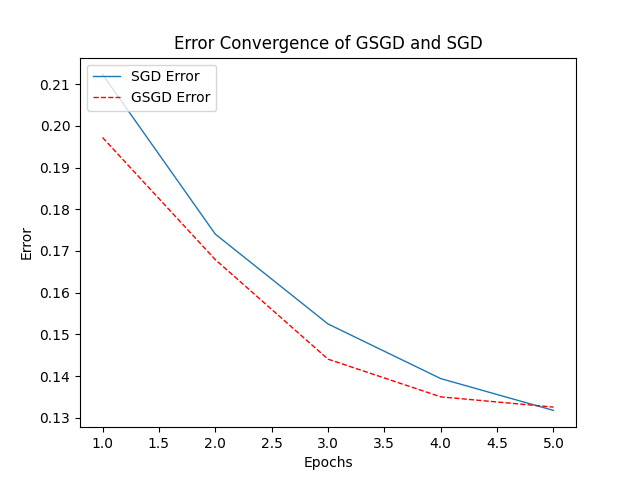 Error Convergence of GSGD and SGD
SGD Error
GSGD Error
Error
0.21
0.20
0.19
0.18
0.17
0.16
0.15
0.14
0.13
1.0 1.5 2.0 2.5 3.0 3.5 4.0 4.5 5.0
Epochs